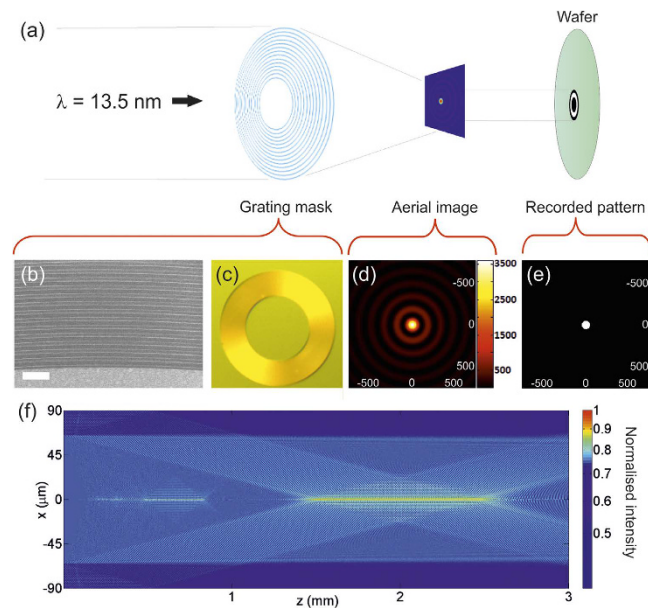 (a)
Wafer
λ = 13.5 nm
Grating mask
Aerial image
Recorded pattern
(b)
(c)
(d)
-500
0
500
-500
0
500
3500
2500
1500
500
(e)
-500
0
500
-500
0
500
(f)
90
45
0
-45
-90
x (μm)
1
2
3
z (mm)
1
0.9
0.8
0.7
0.6
0.5
Normalised intensity